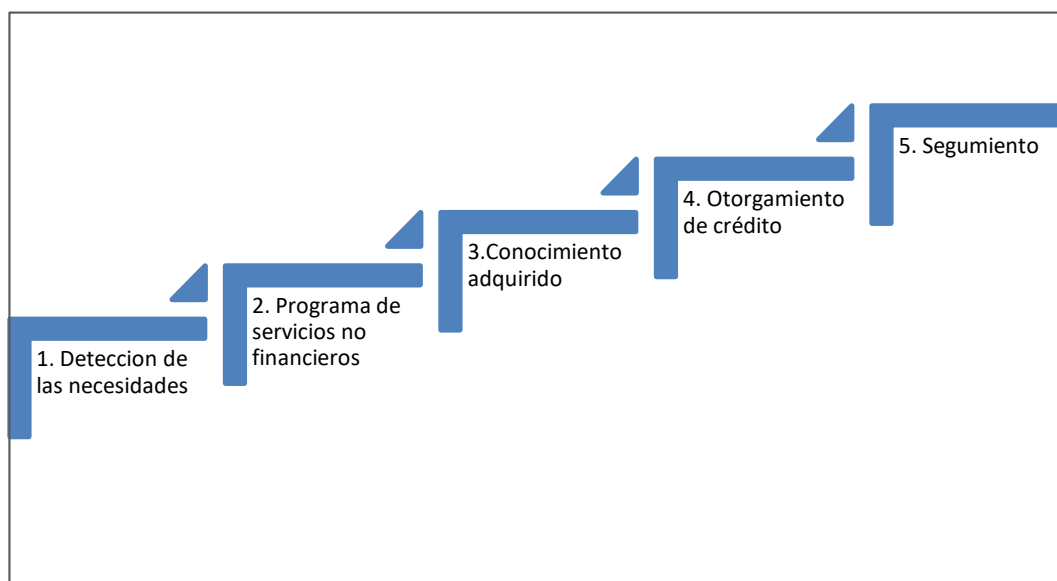 1. Deteccion de
las necesidades
2. Programa de
servicios no
financieros
3.Conocimiento
adquirido
4. Otorgamiento
de crédito
5. Segumiento